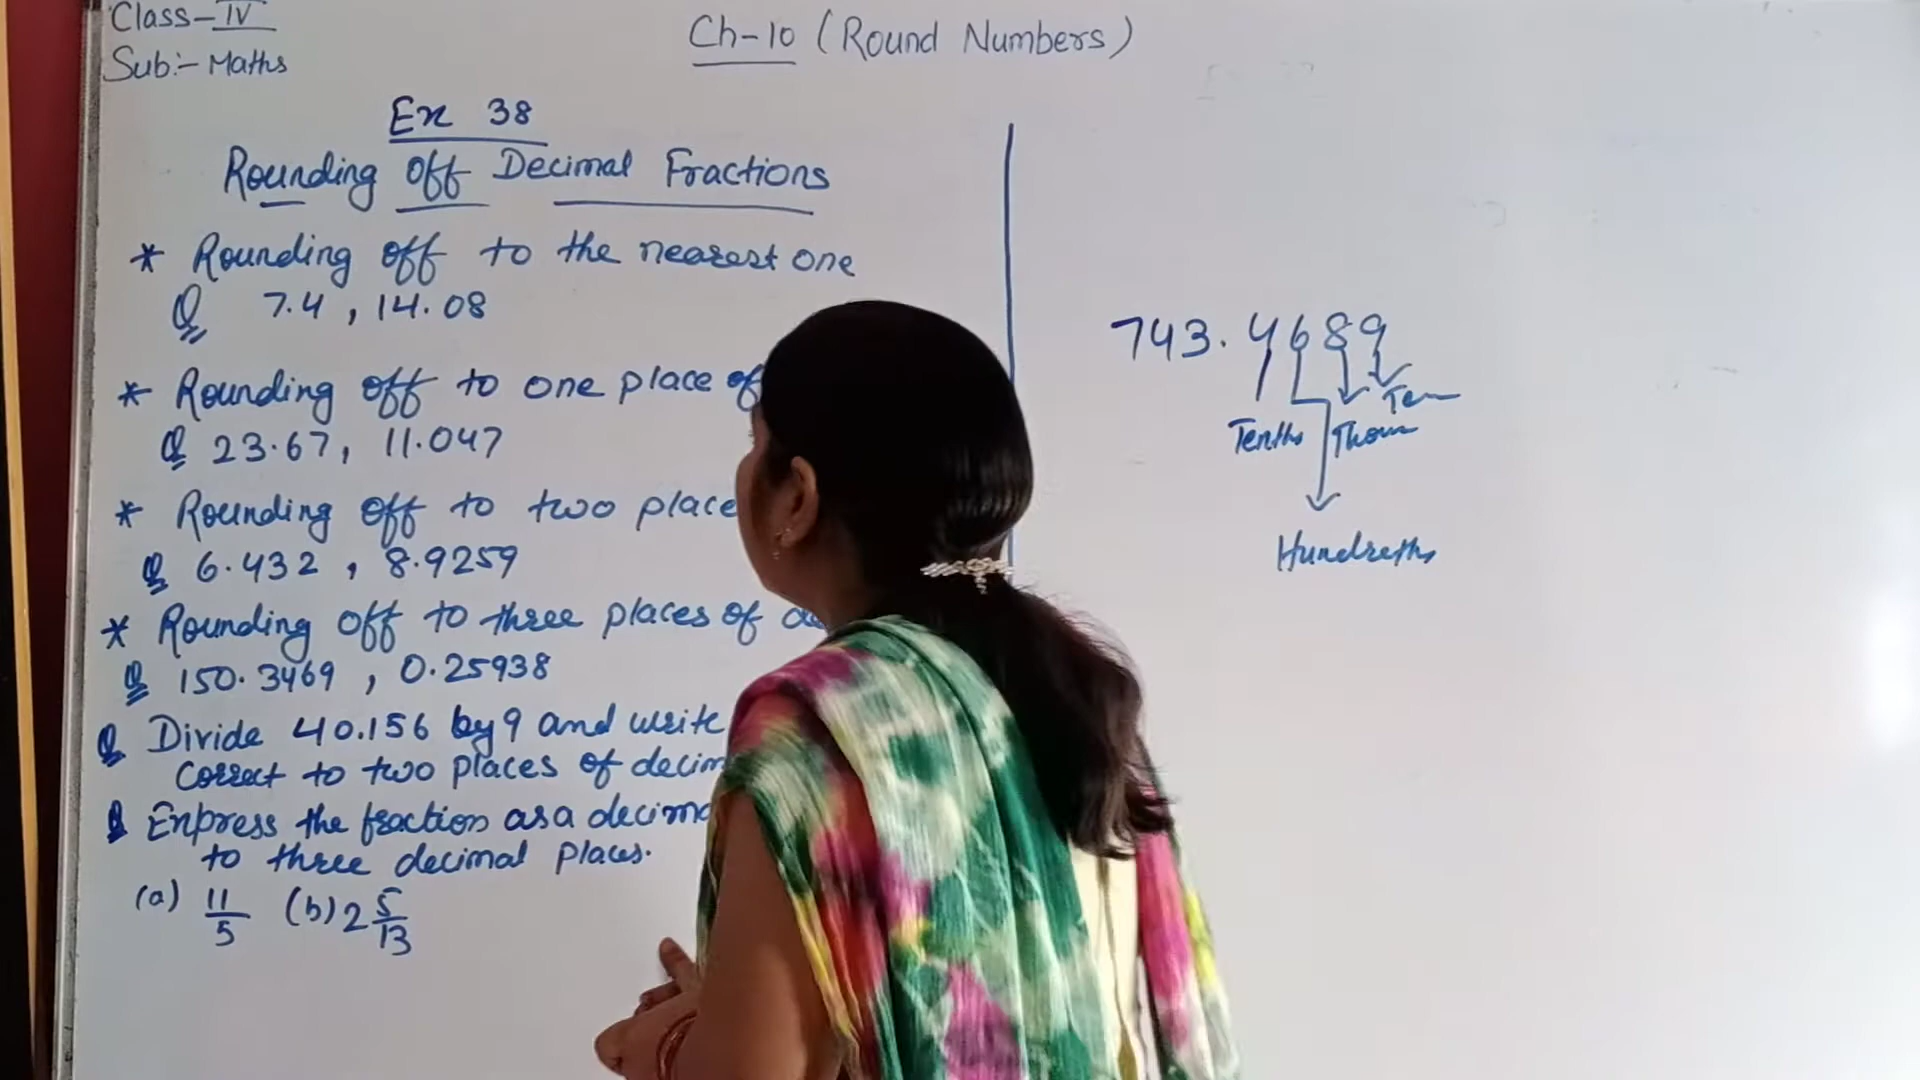 Class-IV
Sub:- Maths
Ch-10 (Round Numbers)
Ex 38
Rounding off Decimal Fractions
* Rounding off to the nearest one
Q 7.4, 14.08
* Rounding off to one place of
Q 23.67, 11.047
* Rounding off to two place
Q 6.432, 8.9259
* Rounding off to three places of
Q 150.3469, 0.25938
Q Divide 40.156 by 9 and write
correct to two places of decim
Q Express the fraction as a decima
to three decimal places.
(a) 11/5 (b) 2 5/13
743.4689
Ten
Tenths Thou
Hundreths